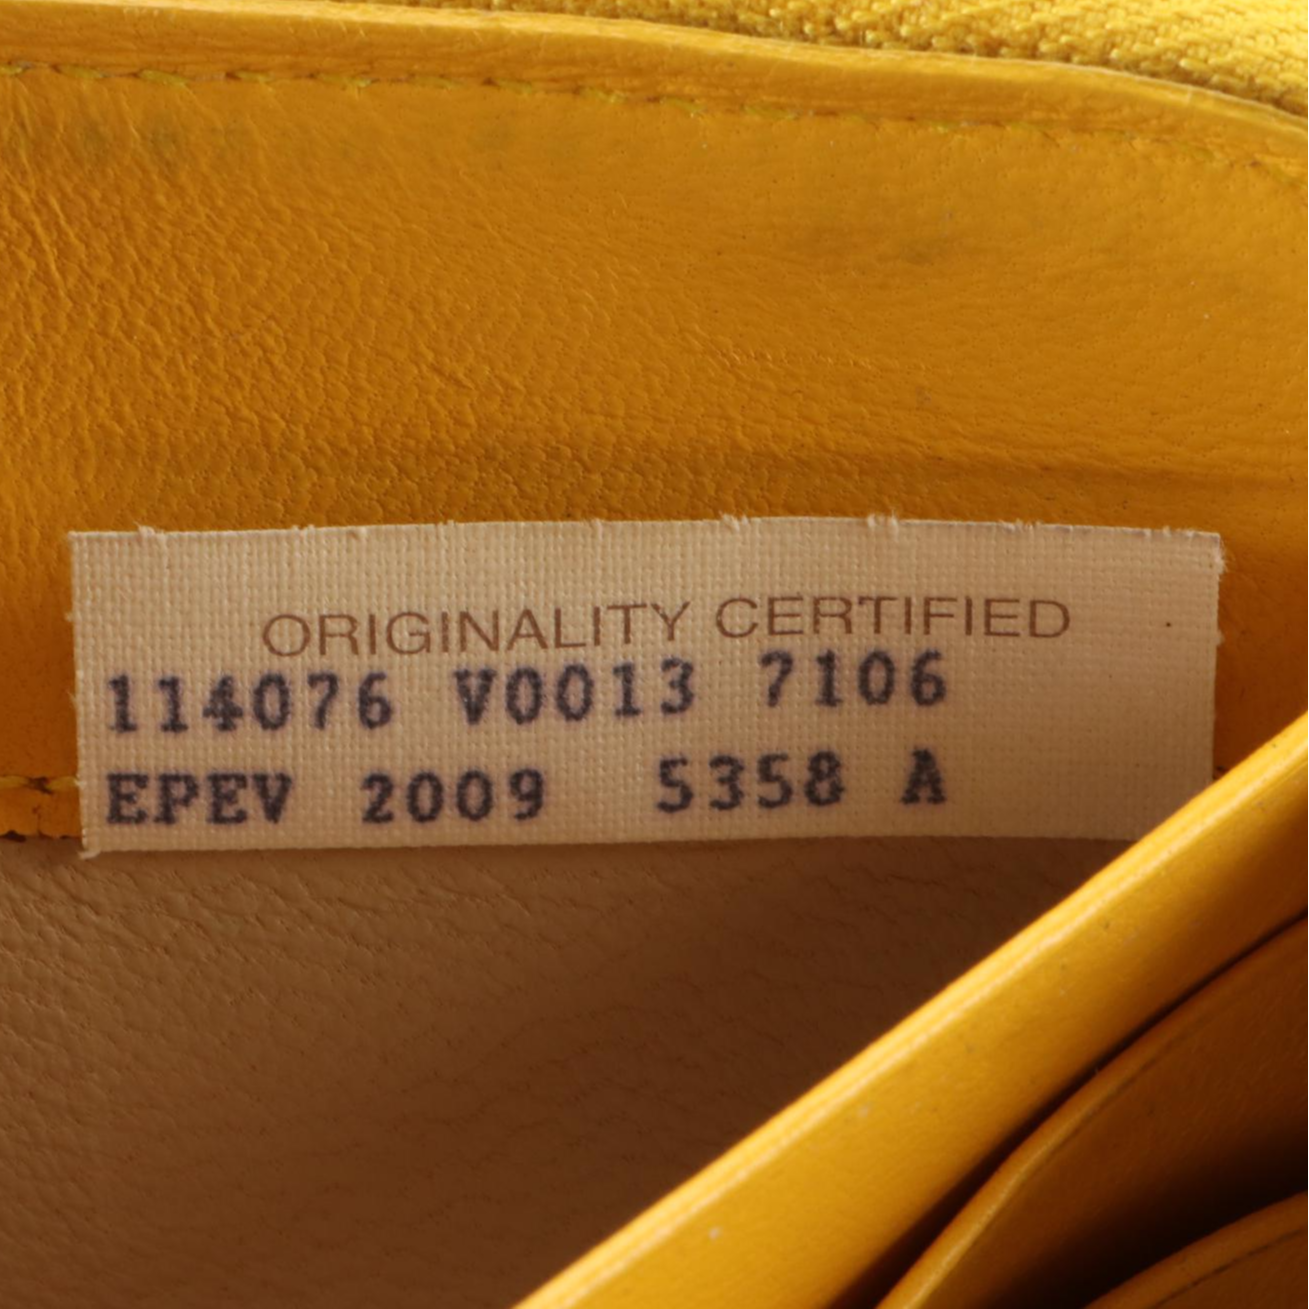 ORIGINALITY CERTIFIED
114076 V0013 7106
EPEV 2009 5358 A